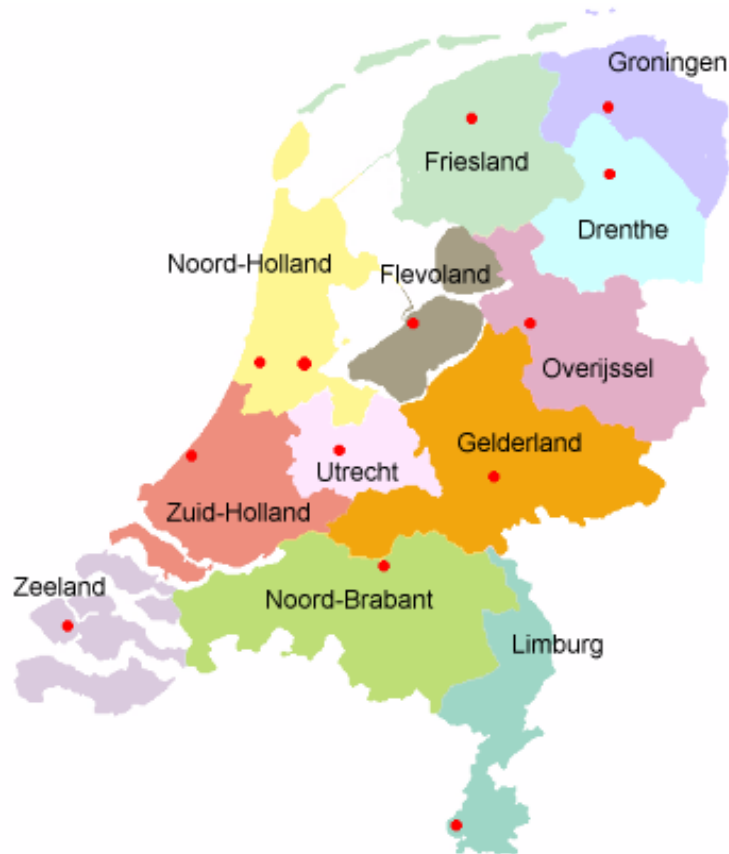 Groningen
Friesland
Drenthe
Noord-Holland
Flevoland
Overijssel
Gelderland
Utrecht
Zuid-Holland
Zeeland
Noord-Brabant
Limburg